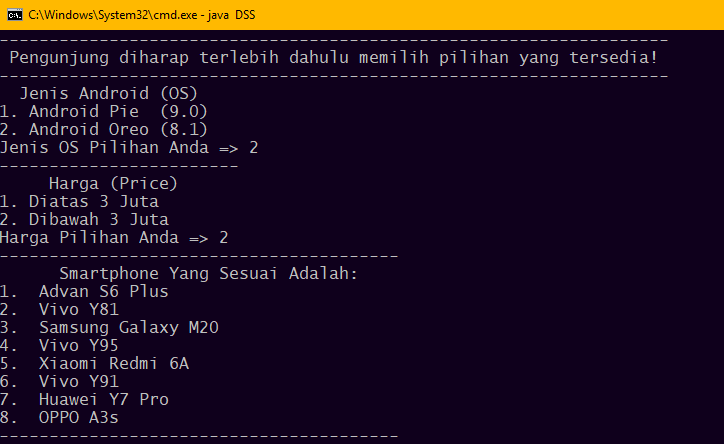 C:\Windows\System32\cmd.exe - java  DSS
-------------------------------------------------------------------
 Pengunjung diharap terlebih dahulu memilih pilihan yang tersedia!
-------------------------------------------------------------------
  Jenis Android (OS)
1. Android Pie  (9.0)
2. Android Oreo (8.1)
Jenis OS Pilihan Anda => 2
------------------------
     Harga (Price)
1. Diatas 3 Juta
2. Dibawah 3 Juta
Harga Pilihan Anda => 2
----------------------------------------
      Smartphone Yang Sesuai Adalah:
1.  Advan S6 Plus
2.  Vivo Y81
3.  Samsung Galaxy M20
4.  Vivo Y95
5.  Xiaomi Redmi 6A
6.  Vivo Y91
7.  Huawei Y7 Pro
8.  OPPO A3s
----------------------------------------